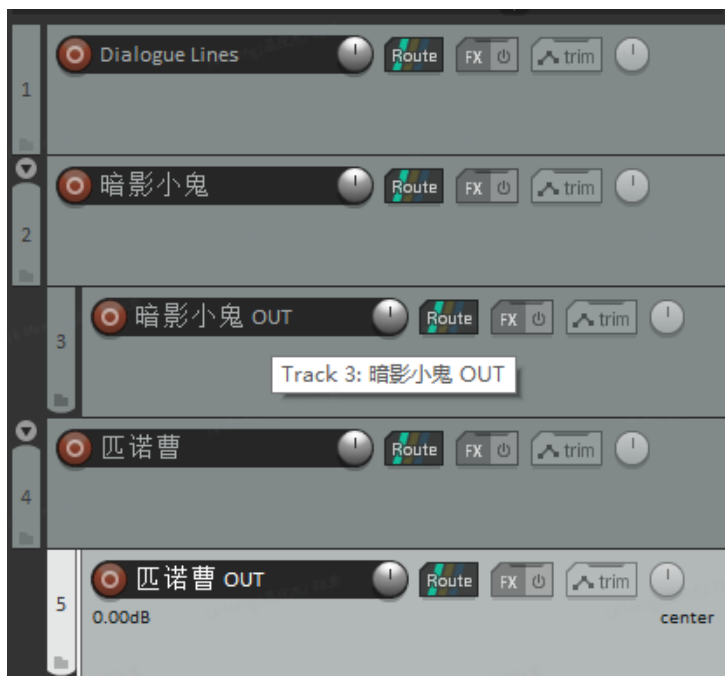 1 Dialogue Lines Route FX trim
2 暗影小鬼 Route FX trim
3 暗影小鬼 OUT Route FX trim
Track 3: 暗影小鬼 OUT
4 匹诺曹 Route FX trim
5 匹诺曹 OUT Route FX trim
0.00dB center